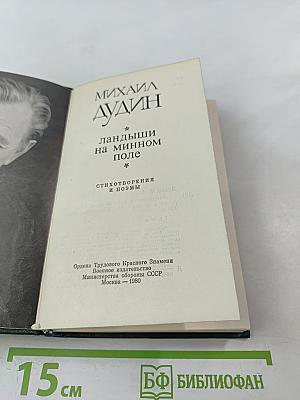 МИХАИЛ
ДУДИН
*
ландыши
на минном
поле
*
СТИХОТВОРЕНИЯ
И ПОЭМЫ
Ордена Трудового Красного Знамени
Военное издательство
Министерства обороны СССР
Москва — 1980
15 см
БФ БИБЛИОФАН